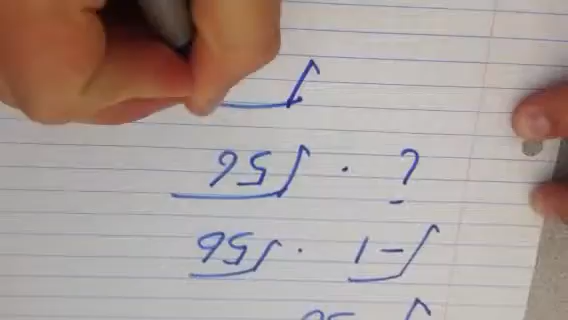 √-1 · √56
i · √56
√